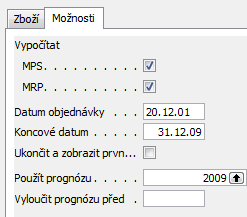 Zboží Možnosti
Vypočítat
MPS . . . . . . . . . .
MRP . . . . . . . . . .
Datum objednávky . . . 20.12.01
Koncové datum . . . . . 31.12.09
Ukončit a zobrazit prvn...
Použít prognózu . . . . . 2009
Vyloučit prognózu před .